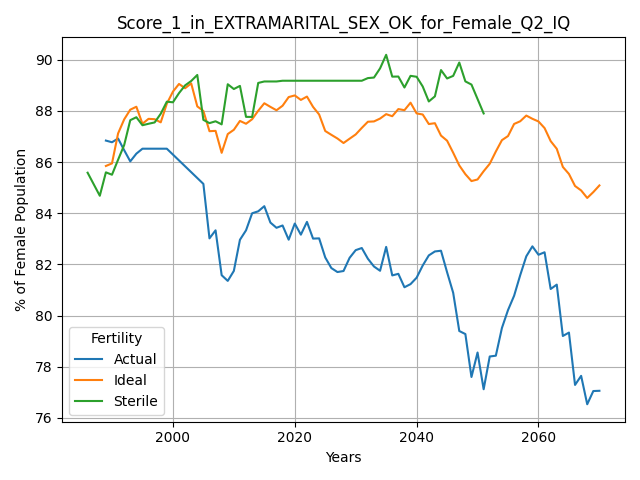 Score_1_in_EXTRAMARITAL_SEX_OK_for_Female_Q2_IQ
% of Female Population
90
88
86
84
82
80
78
76
Fertility
Actual
Ideal
Sterile
2000
2020
2040
2060
Years